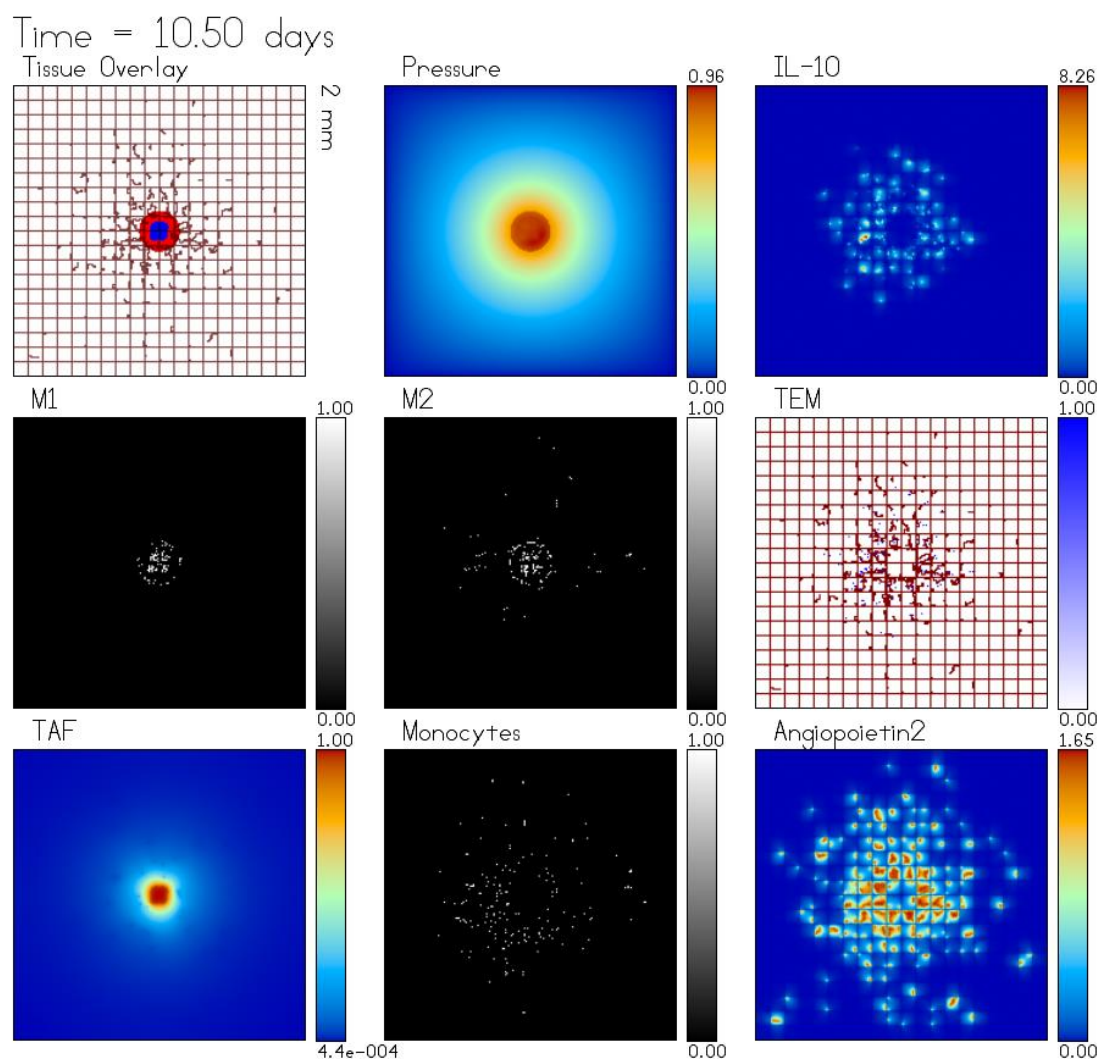 Time = 10.50 days
Tissue Overlay
2 mm
Pressure
0.96
0.00
IL-10
8.26
0.00
M1
1.00
0.00
M2
1.00
0.00
TEM
1.00
0.00
TAF
1.00
4.4e-004
Monocytes
1.00
0.00
Angiopoietin2
1.65
0.00